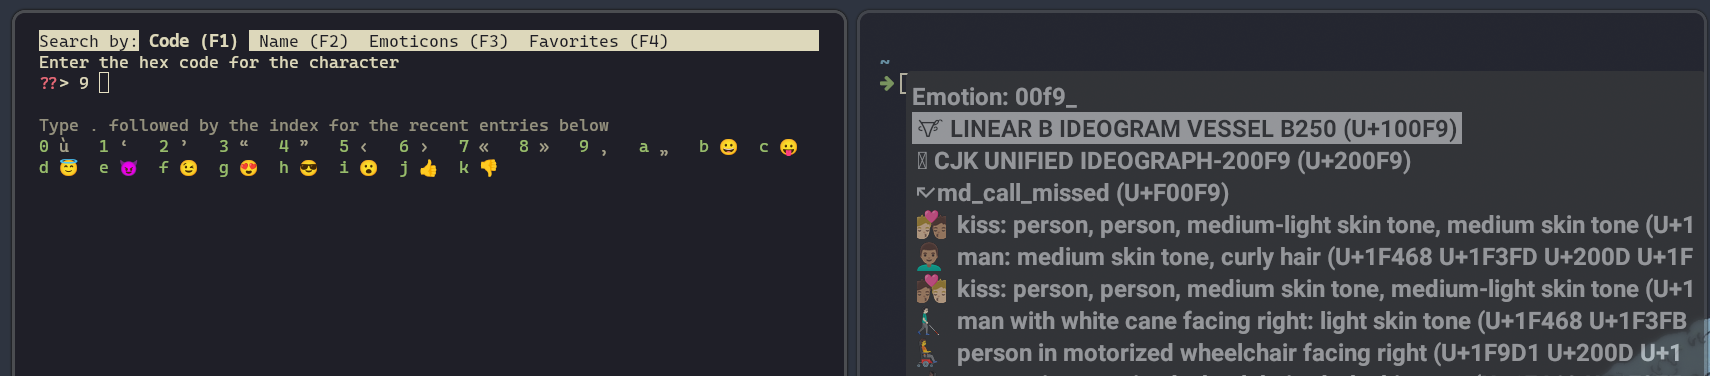 Search by: Code (F1) Name (F2) Emoticons (F3) Favorites (F4)
Enter the hex code for the character
??> 9
Type . followed by the index for the recent entries below
0 ù 1 ‘ 2 ’ 3 “ 4 ” 5 ‹ 6 › 7 « 8 » 9 ‚ a „ b 😀 c 😛
d 😇 e 😈 f 😉 g 😍 h 😎 i 😮 j 👍 k 👎
~
Emotion: 00f9_
LINEAR B IDEOGRAM VESSEL B250 (U+100F9)
CJK UNIFIED IDEOGRAPH-200F9 (U+200F9)
md_call_missed (U+F00F9)
kiss: person, person, medium-light skin tone, medium skin tone (U+1
man: medium skin tone, curly hair (U+1F468 U+1F3FD U+200D U+1F
kiss: person, person, medium skin tone, medium-light skin tone (U+1
man with white cane facing right: light skin tone (U+1F468 U+1F3FB
person in motorized wheelchair facing right (U+1F9D1 U+200D U+1